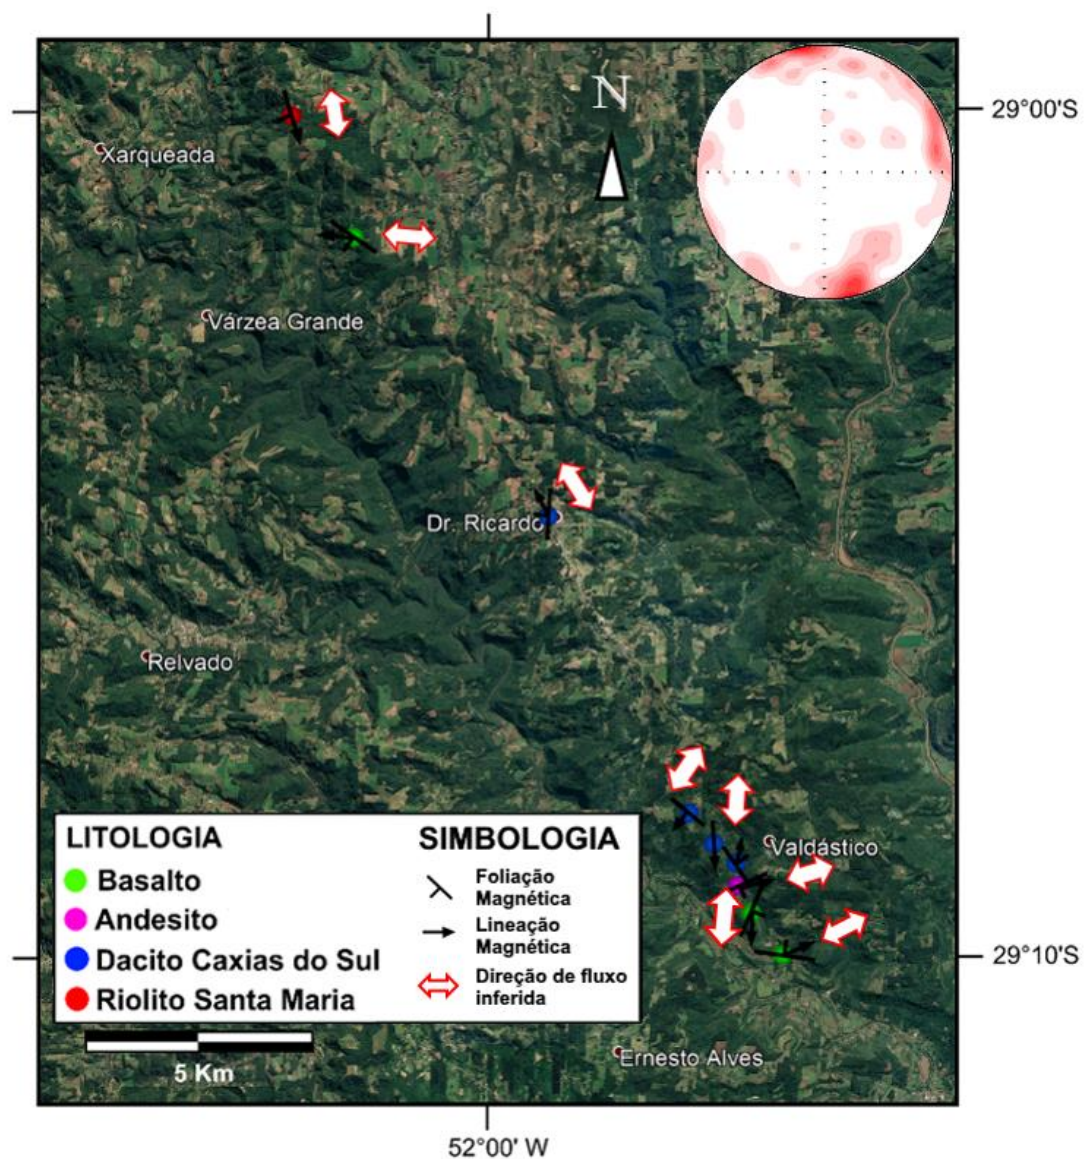 N
29°00'S
Xarqueada
Várzea Grande
Dr. Ricardo
Relvado
Valdástico
29°10'S
Ernesto Alves
LITOLOGIA
Basalto
Andesito
Dacito Caxias do Sul
Riolito Santa Maria
SIMBOLOGIA
Foliação
Magnética
Lineação
Magnética
Direção de fluxo
inferida
5 Km
52°00' W